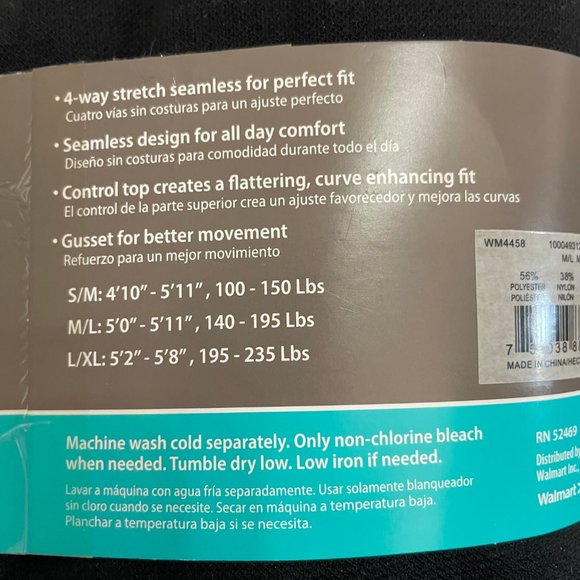 • 4-way stretch seamless for perfect fit
Cuatro vías sin costuras para un ajuste perfecto
• Seamless design for all day comfort
Diseño sin costuras para comodidad durante todo el día
• Control top creates a flattering, curve enhancing fit
El control de la parte superior crea un ajuste favorecedor y mejora las curvas
• Gusset for better movement
Refuerzo para un mejor movimiento
S/M: 4'10" - 5'11" , 100 - 150 Lbs
M/L: 5'0" - 5'11" , 140 - 195 Lbs
L/XL: 5'2" - 5'8" , 195 - 235 Lbs
WM4458 100049312
M/L
56% 38%
POLYESTER NYLON
POLIÉSTER NILÓN
MADE IN CHINA/HEC
Machine wash cold separately. Only non-chlorine bleach
when needed. Tumble dry low. Low iron if needed.
Lavar a máquina con agua fría separadamente. Usar solamente blanqueador
sin cloro cuando se necesite. Secar en máquina a temperatura baja.
Planchar a temperatura baja si se necesita.
RN 52469
Distributed by
Walmart Inc.,
Walmart